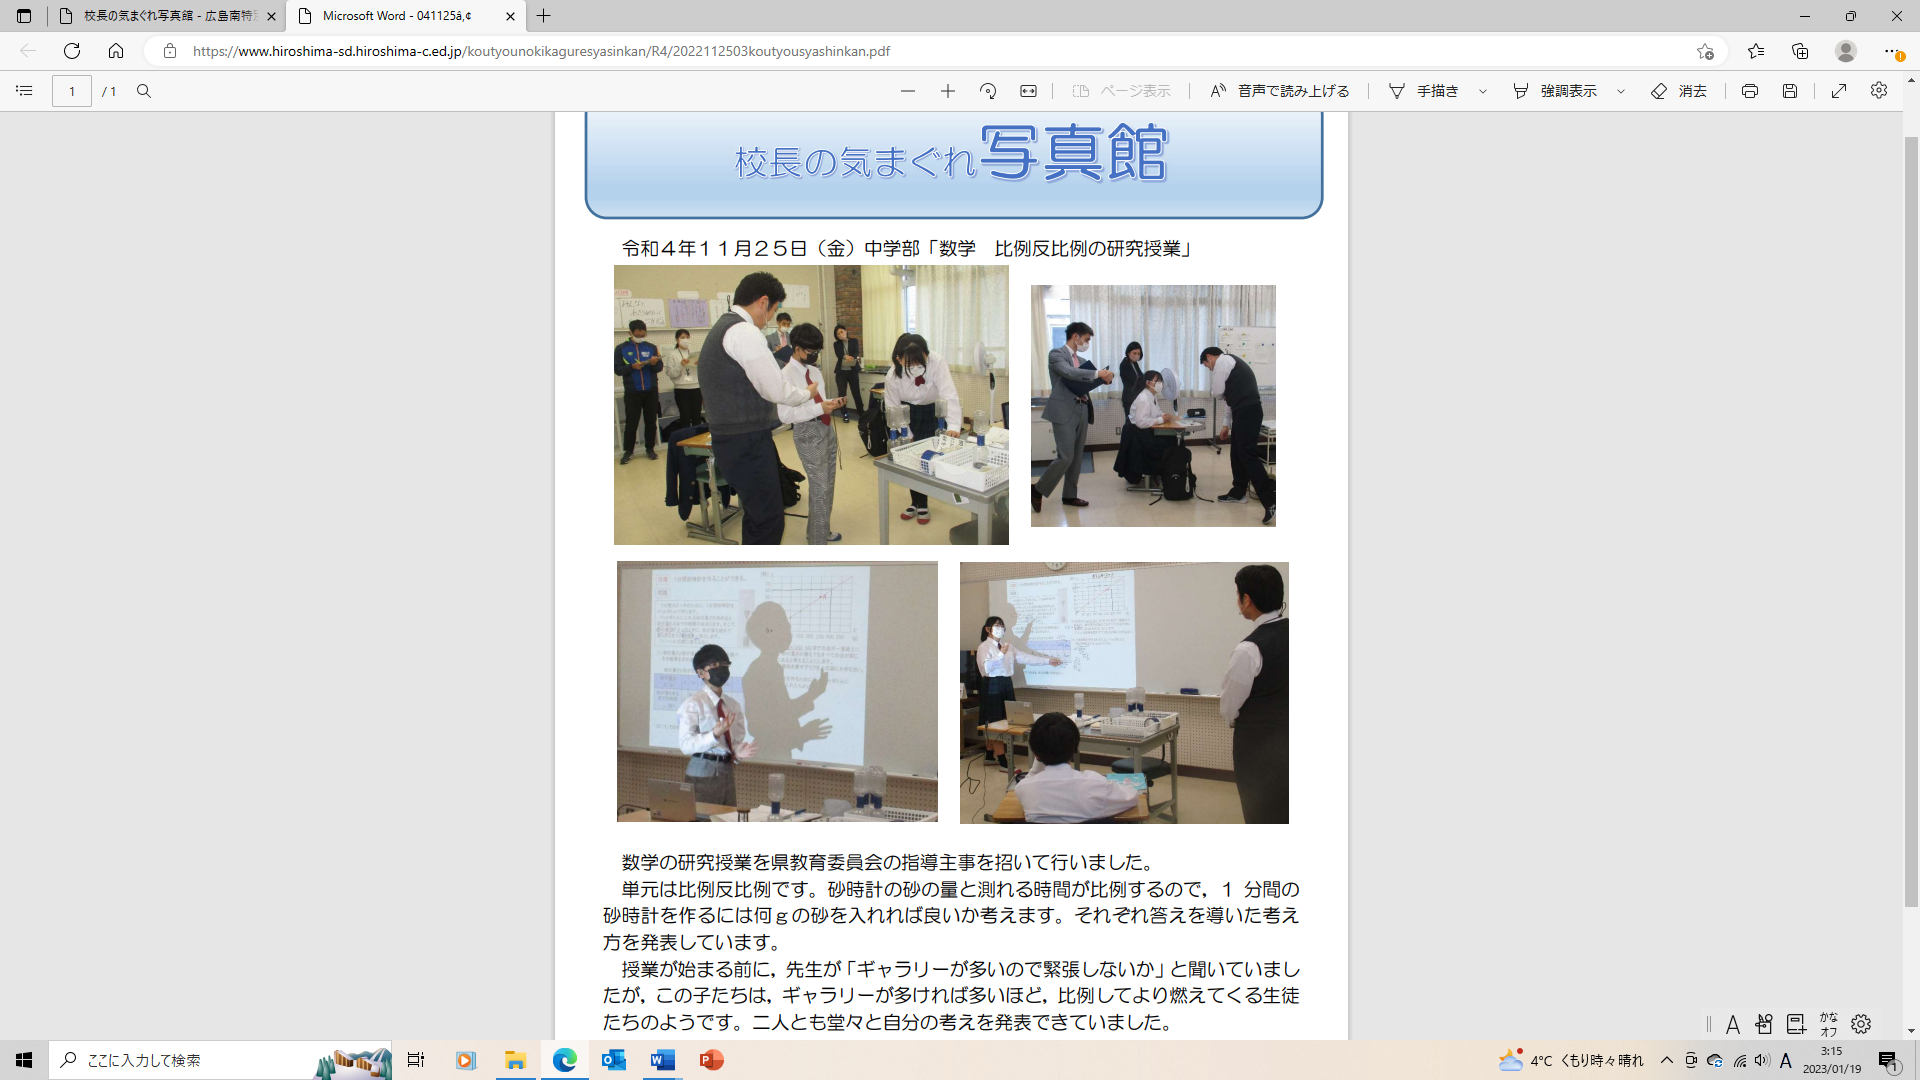 校長の気まぐれ写真館 - 広島南特別
Microsoft Word - 041125ã‚¢
https://www.hiroshima-sd.hiroshima-c.ed.jp/koutyounokikaguresyasinkan/R4/2022112503koutyousyashinkan.pdf
1 / 1 ページ表示 音声で読み上げる 手描き 強調表示 消去
校長の気まぐれ写真館
令和４年１１月２５日（金）中学部「数学　比例反比例の研究授業」
数学の研究授業を県教育委員会の指導主事を招いて行いました。
単元は比例反比例です。砂時計の砂の量と測れる時間が比例するので，１ 分間の
砂時計を作るには何ｇの砂を入れれば良いか考えます。それぞれ答えを導いた考え
方を発表しています。
授業が始まる前に，先生が「ギャラリーが多いので緊張しないか」と聞いていまし
たが，この子たちは，ギャラリーが多ければ多いほど，比例してより燃えてくる生徒
たちのようです。二人とも堂々と自分の考えを発表できていました。
A かな
オフ
ここに入力して検索
4°C くもり時々晴れ A 3:15
2023/01/19
1